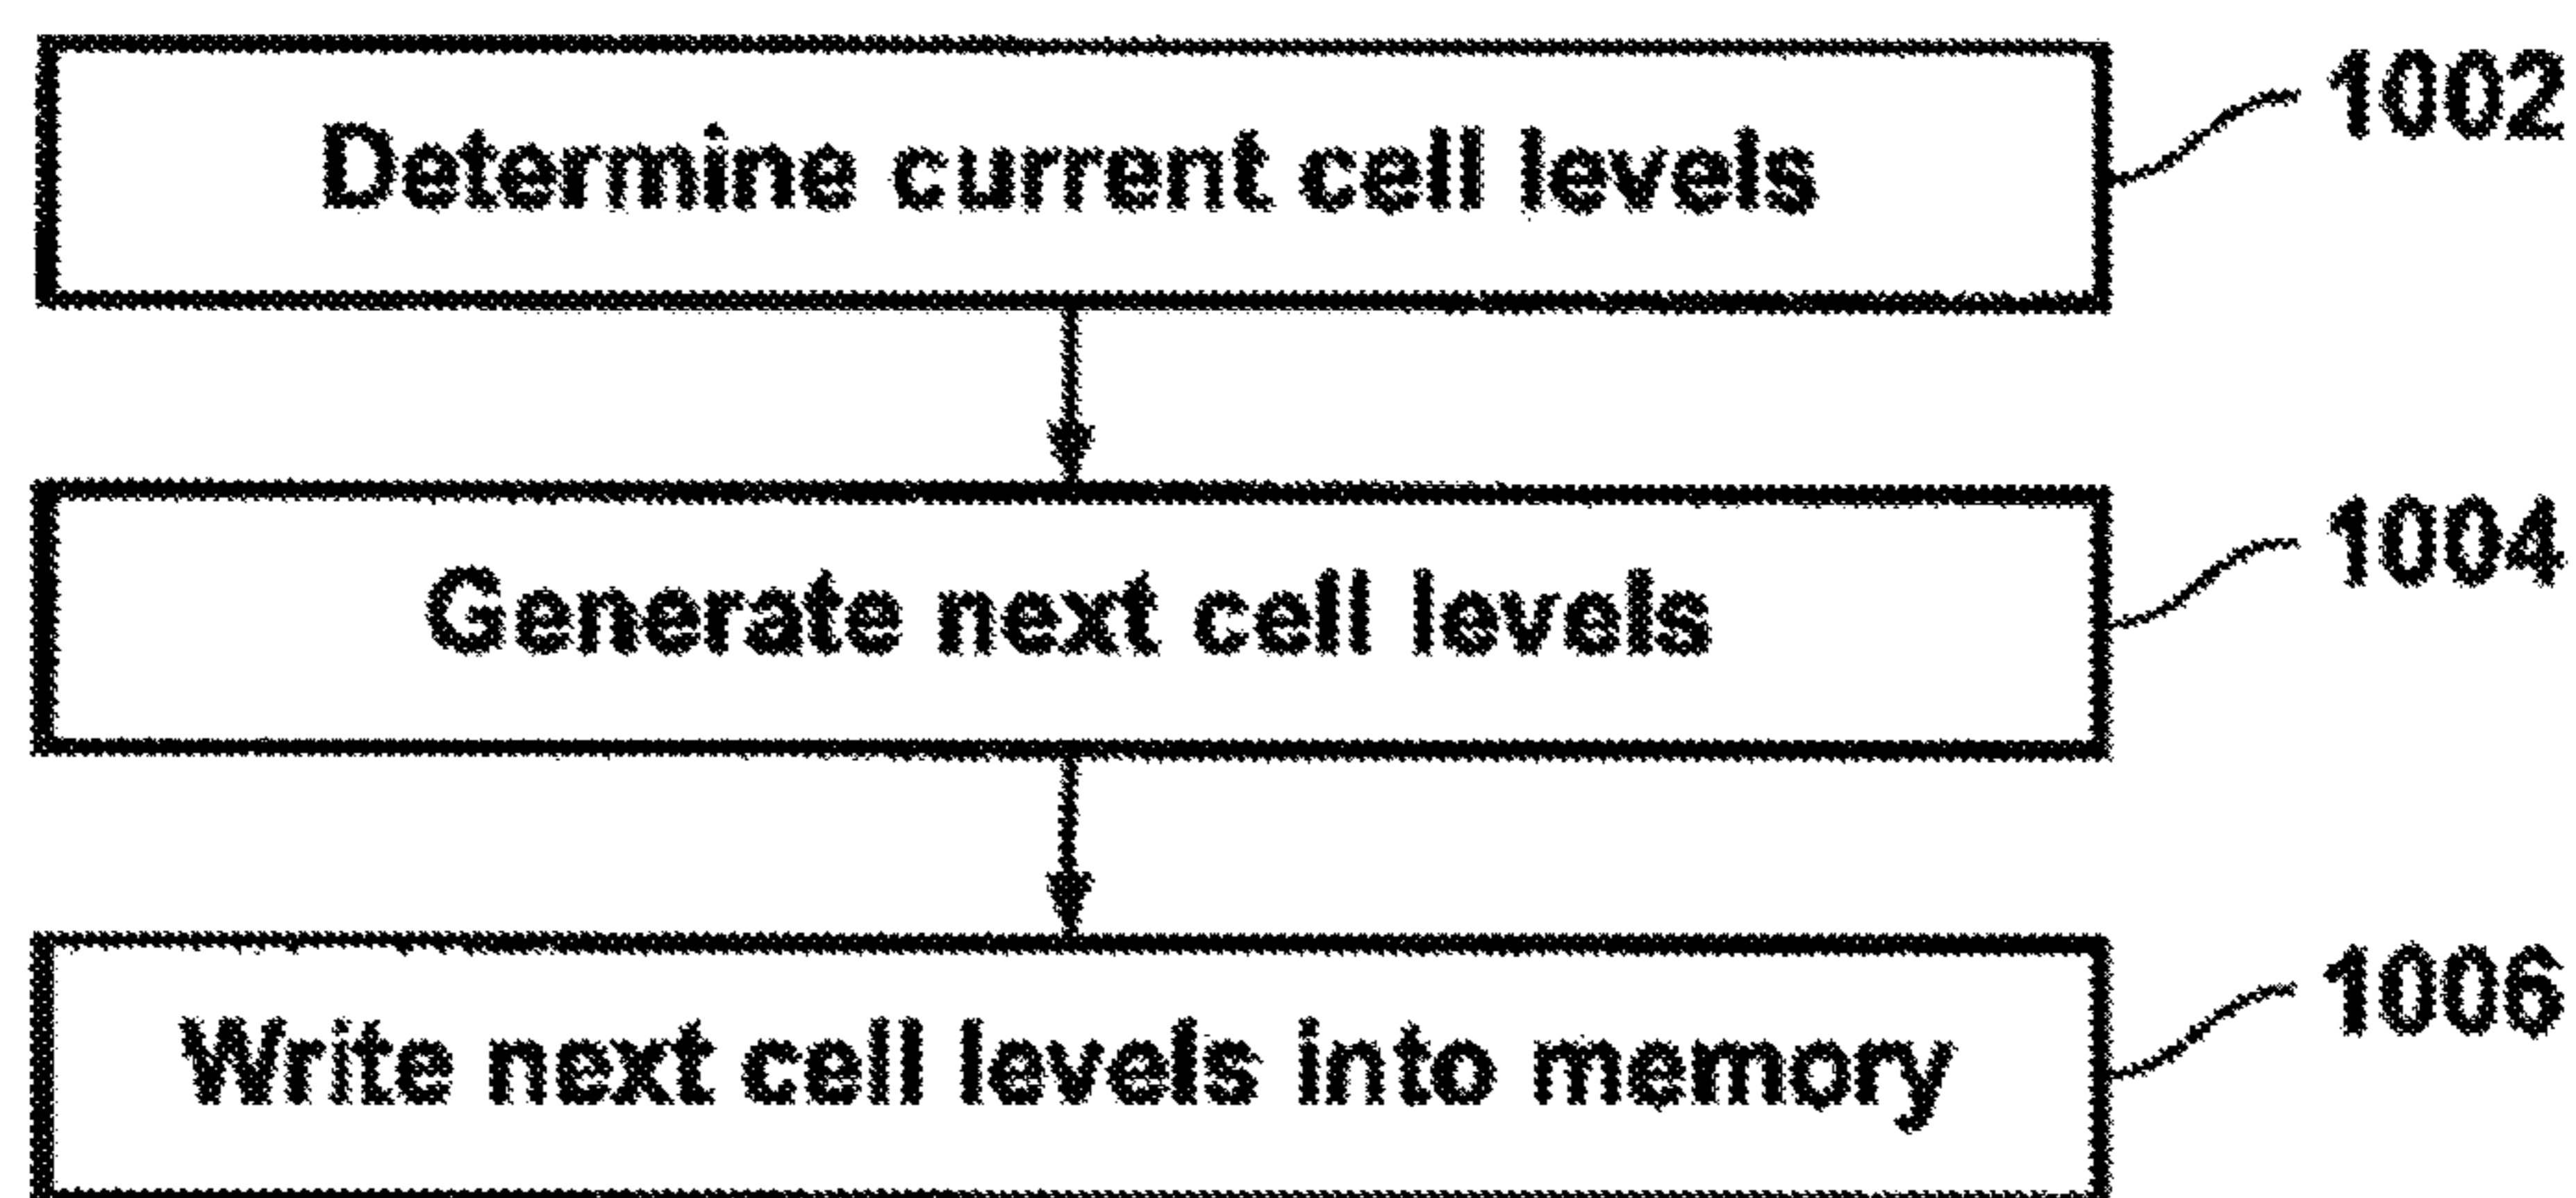 Determine current cell levels
1002
Generate next cell levels
1004
Write next cell levels into memory
1006